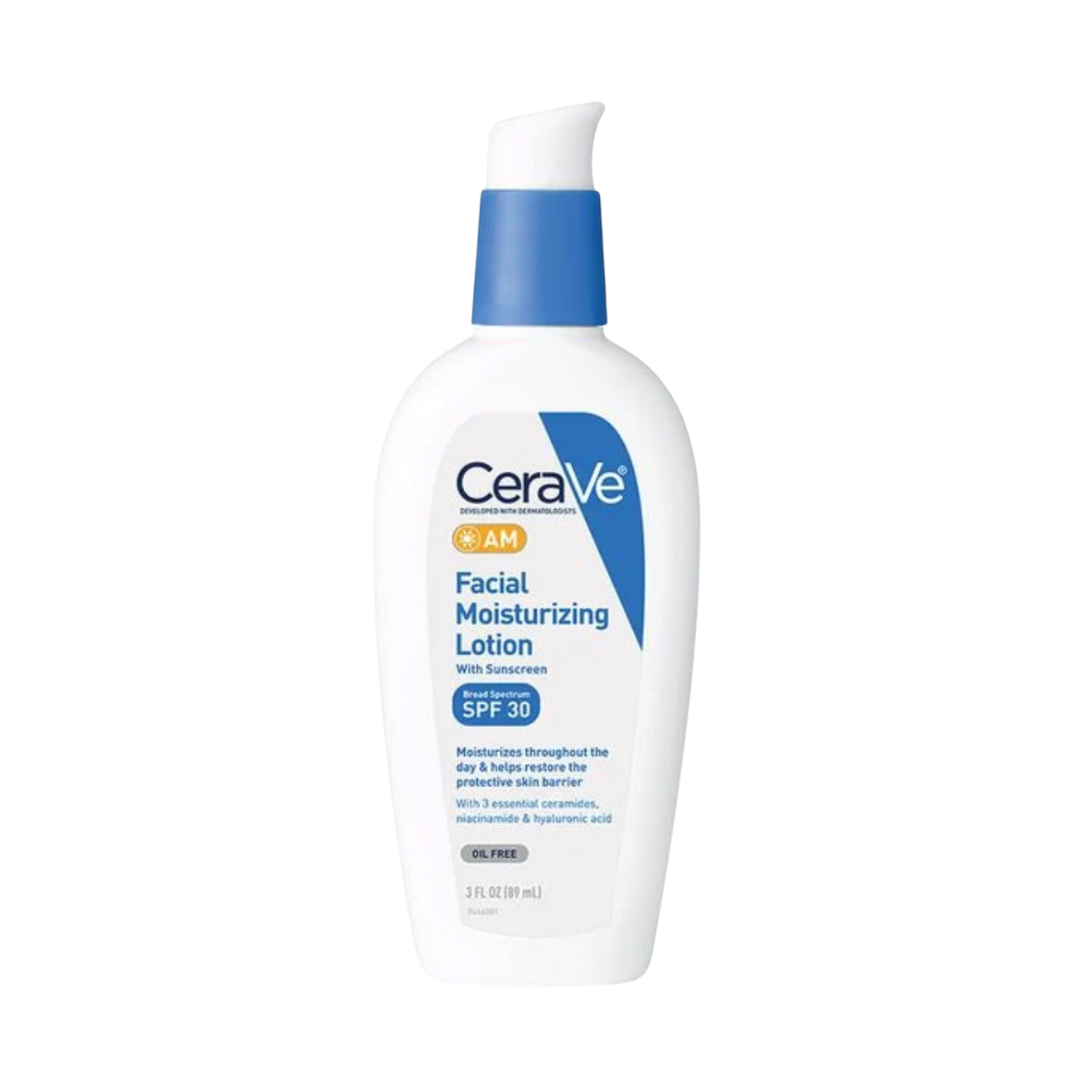 CeraVe®
DEVELOPED WITH DERMATOLOGISTS
AM
Facial
Moisturizing
Lotion
With Sunscreen
Broad Spectrum
SPF 30
Moisturizes throughout the
day & helps restore the
protective skin barrier
With 3 essential ceramides,
niacinamide & hyaluronic acid
OIL FREE
3 FL OZ (89 mL)